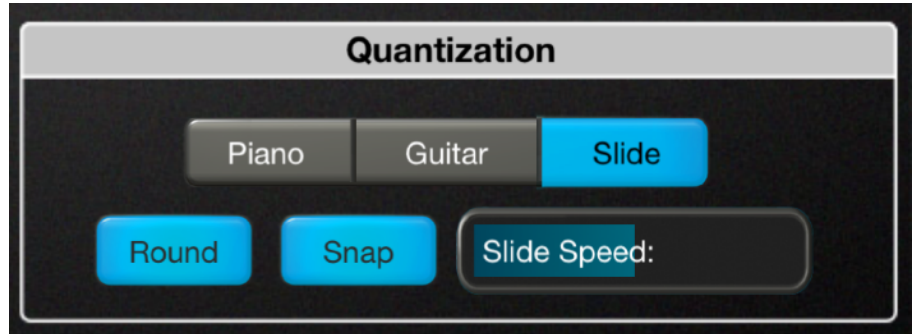 Quantization
Piano Guitar Slide
Round Snap Slide Speed: